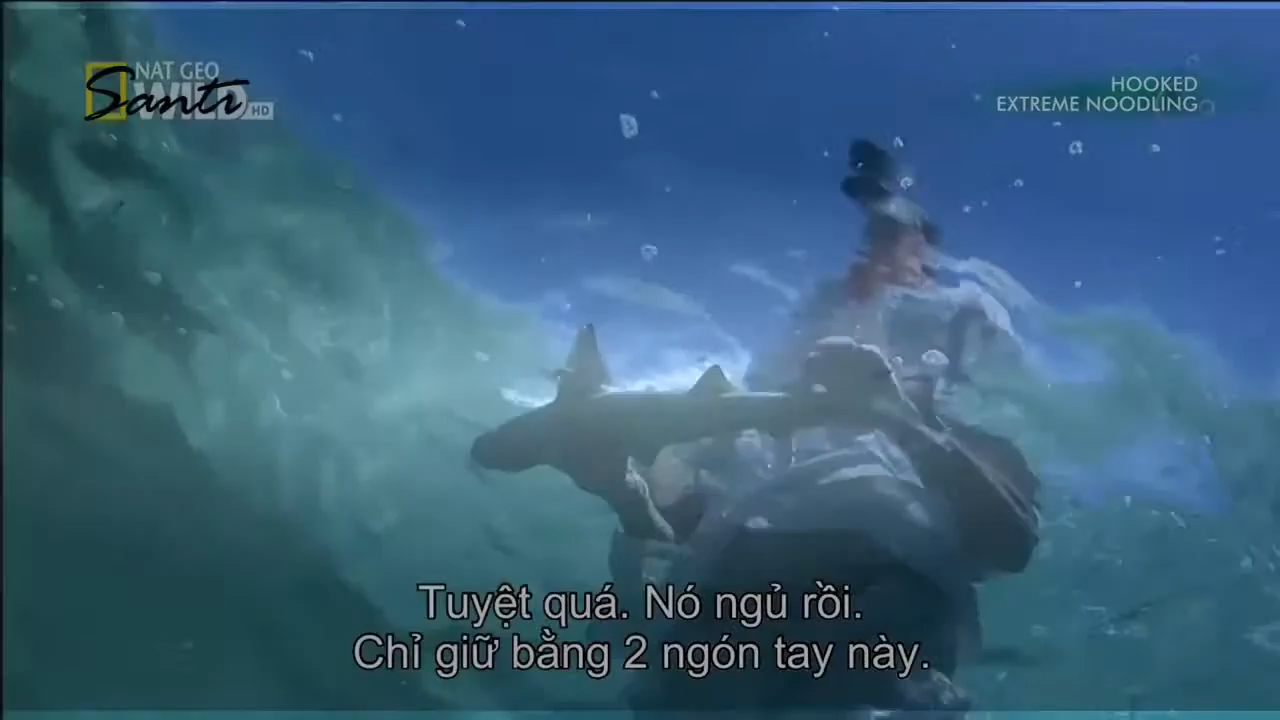 NAT GEO
WILD HD
Santi
HOOKED
EXTREME NOODLING
Tuyệt quá. Nó ngủ rồi.
Chỉ giữ bằng 2 ngón tay này.